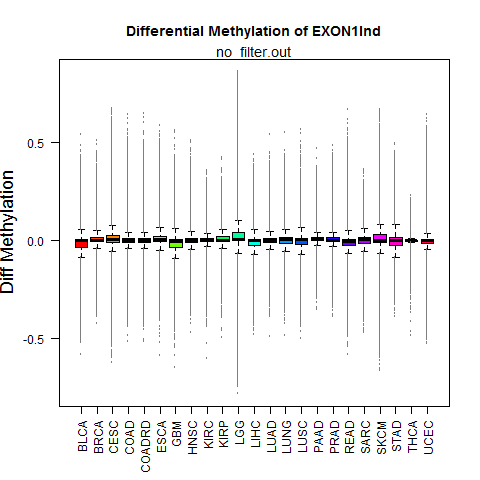 Differential Methylation of EXON1Ind
no_filter.out
Diff Methylation
0.5
0.0
-0.5
BLCA
BRCA
CESC
COAD
COADRD
ESCA
GBM
HNSC
KIRC
KIRP
LGG
LIHC
LUAD
LUNG
LUSC
PAAD
PRAD
READ
SARC
SKCM
STAD
THCA
UCEC